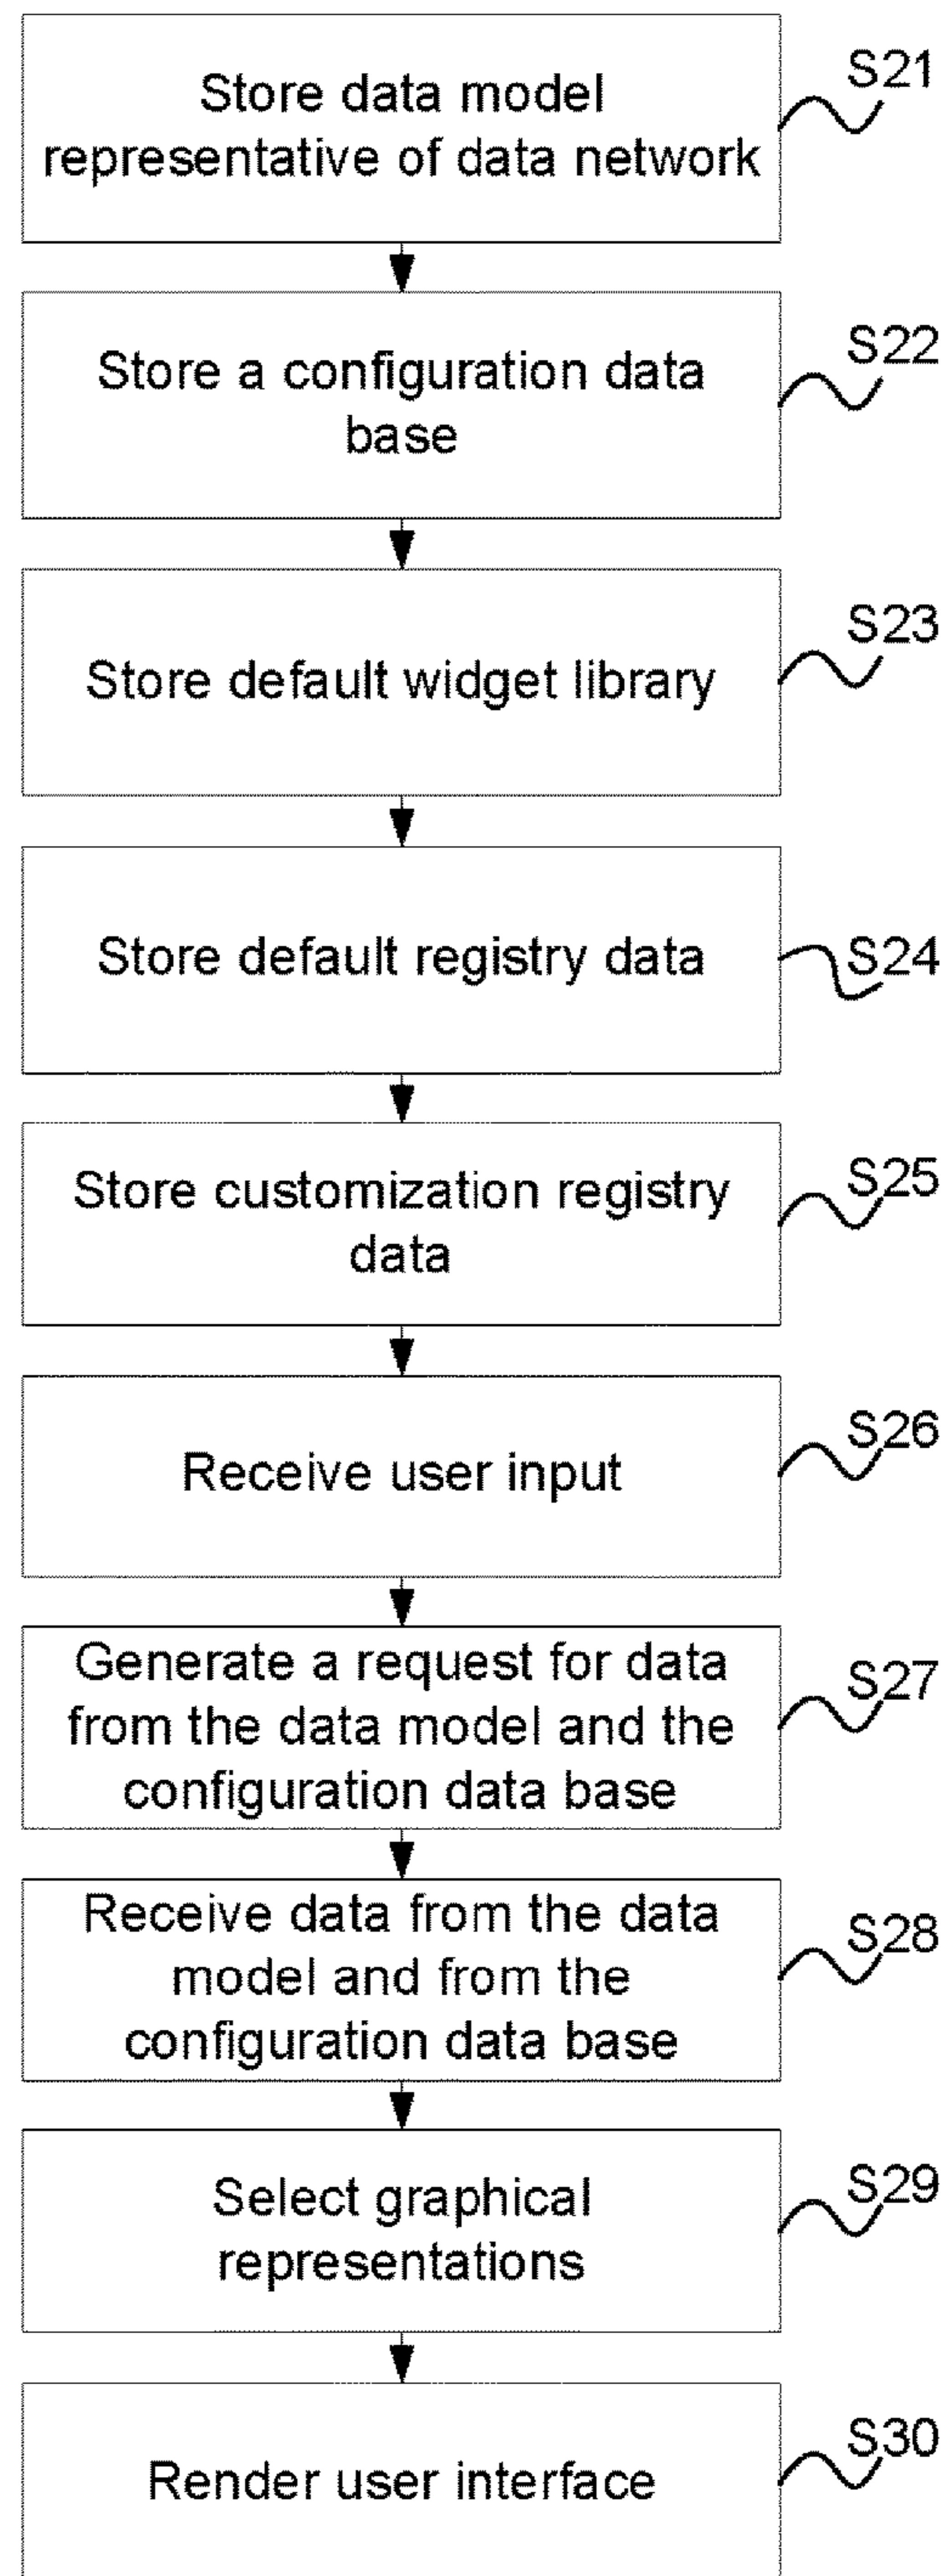 Store data model
representative of data network
S21
Store a configuration data
base
S22
Store default widget library
S23
Store default registry data
S24
Store customization registry
data
S25
Receive user input
S26
Generate a request for data
from the data model and the
configuration data base
S27
Receive data from the data
model and from the
configuration data base
S28
Select graphical
representations
S29
Render user interface
S30